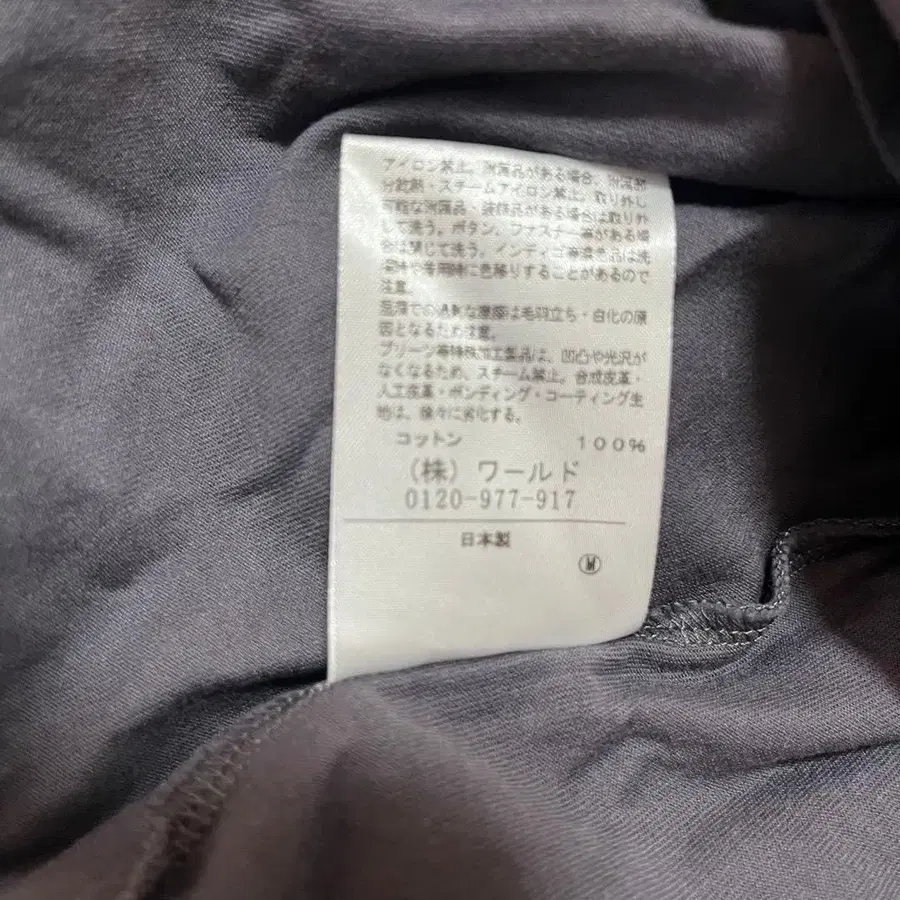 アイロン禁止。附属品がある場合、附属部
分乾熱・スチームアイロン禁止。取り外し
可能な附属品・装飾品がある場合は取り外
して洗う。ボタン、ファスナー等がある場
合は閉じて洗う。インディゴ等濃色品は洗
濯時や着用時に色移りすることがあるので
注意。
湿潤での過剰な摩擦は毛羽立ち・白化の原
因となるため注意。
プリーツ等特殊加工製品は、凹凸や光沢が
なくなるため、スチーム禁止。合成皮革・
人工皮革・ボンディング・コーティング生
地は、徐々に劣化する。
コットン 100%
(株)ワールド
0120-977-917
日本製
Ⓜ